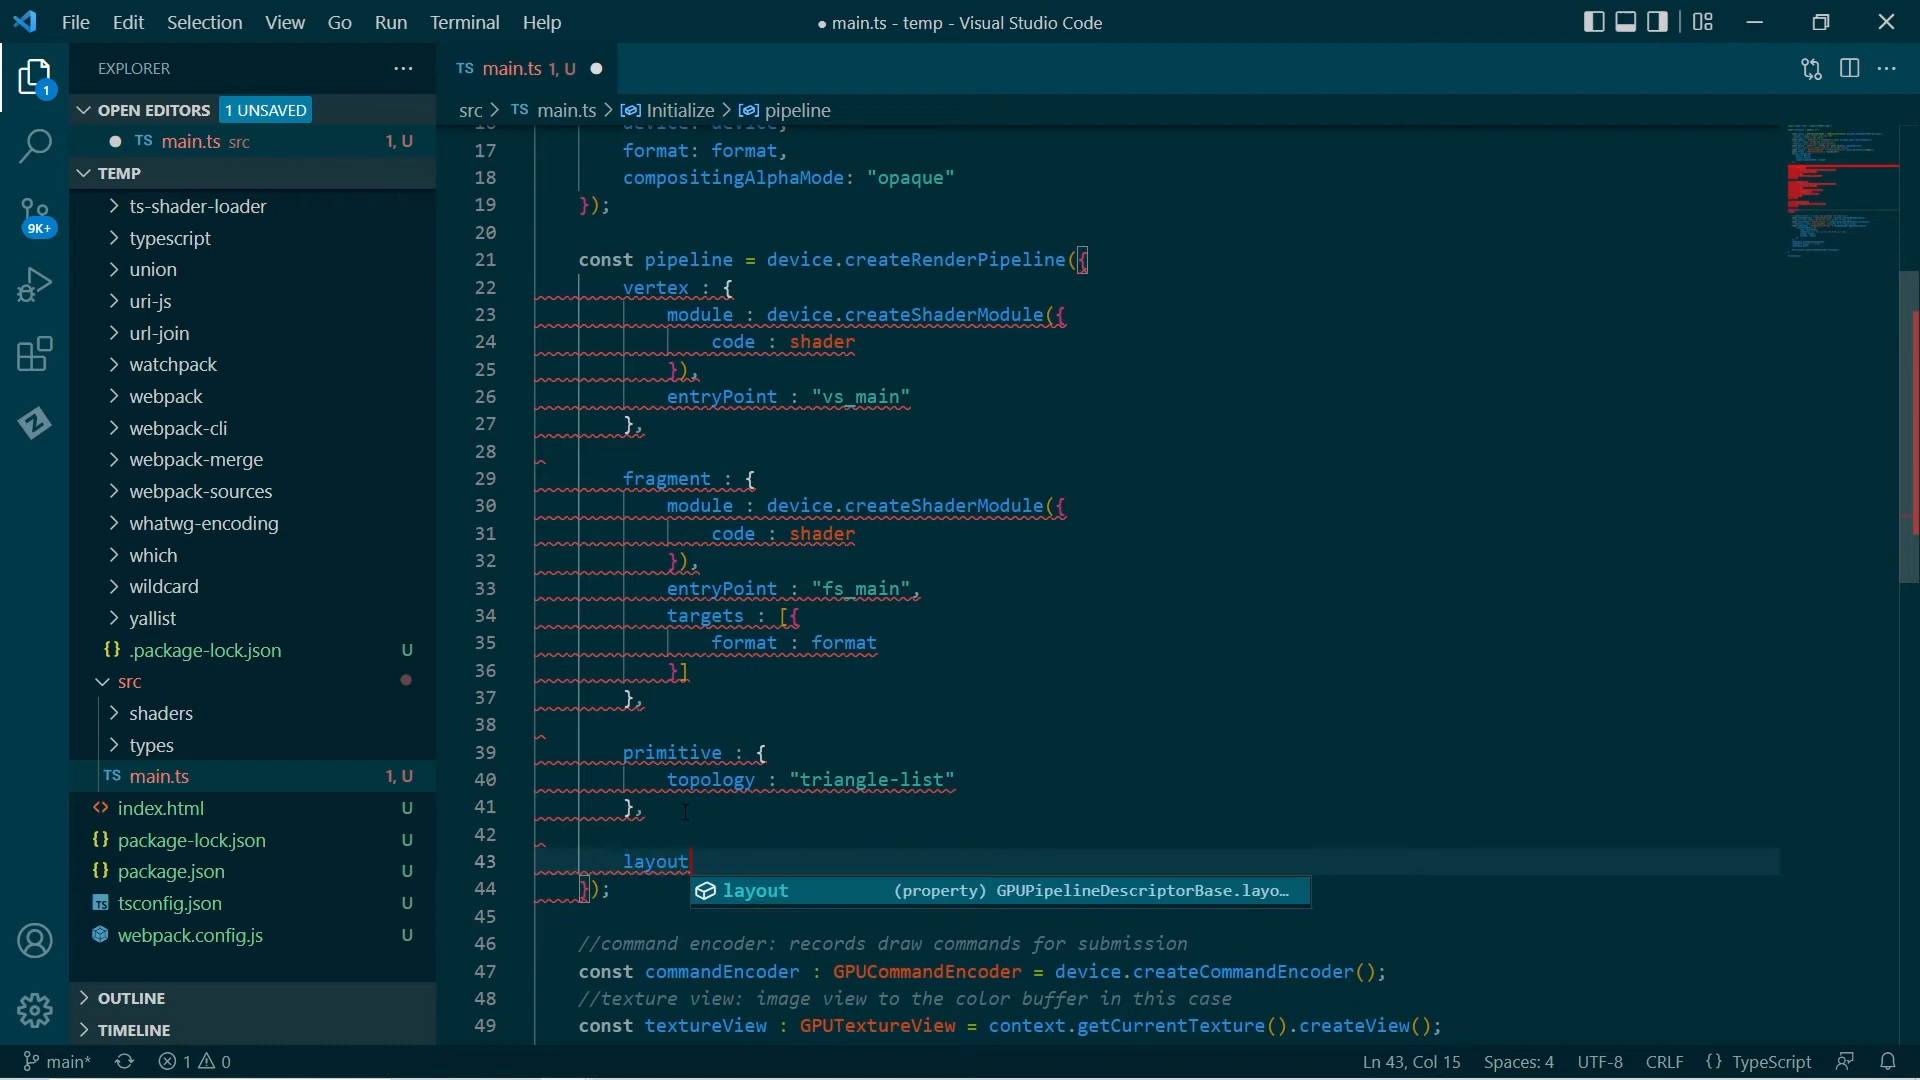 File Edit Selection View Go Run Terminal Help
● main.ts - temp - Visual Studio Code
EXPLORER ···
OPEN EDITORS 1 UNSAVED
● TS main.ts src 1, U
TEMP
ts-shader-loader
typescript
union
uri-js
url-join
watchpack
webpack
webpack-cli
webpack-merge
webpack-sources
whatwg-encoding
which
wildcard
yallist
{} .package-lock.json U
src
shaders
types
TS main.ts 1, U
<> index.html U
{} package-lock.json U
{} package.json U
TS tsconfig.json U
webpack.config.js U
OUTLINE
TIMELINE
1
9K+
TS main.ts 1, U ●
src > TS main.ts > Initialize > pipeline
16 device: device,
17 format: format,
18 compositingAlphaMode: "opaque"
19 });
20
21 const pipeline = device.createRenderPipeline({
22 vertex : {
23 module : device.createShaderModule({
24 code : shader
25 }),
26 entryPoint : "vs_main"
27 },
28
29 fragment : {
30 module : device.createShaderModule({
31 code : shader
32 }),
33 entryPoint : "fs_main",
34 targets : [{
35 format : format
36 }]
37 },
38
39 primitive : {
40 topology : "triangle-list"
41 },
42
43 layout
44 });
layout (property) GPUPipelineDescriptorBase.layo…
45
46 //command encoder: records draw commands for submission
47 const commandEncoder : GPUCommandEncoder = device.createCommandEncoder();
48 //texture view: image view to the color buffer in this case
49 const textureView : GPUTextureView = context.getCurrentTexture().createView();
main* 1 0
Ln 43, Col 15 Spaces: 4 UTF-8 CRLF {} TypeScript